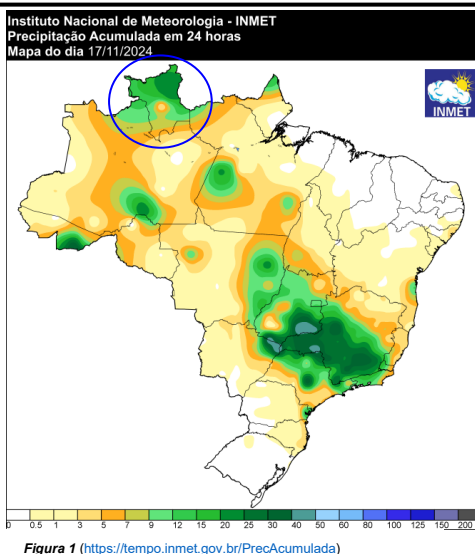 Instituto Nacional de Meteorologia - INMET
Precipitação Acumulada em 24 horas
Mapa do dia 17/11/2024
INMET
0 0.5 1 3 5 7 9 12 15 20 25 30 40 50 60 80 100 125 150 200
Figura 1 (https://tempo.inmet.gov.br/PrecAcumulada)